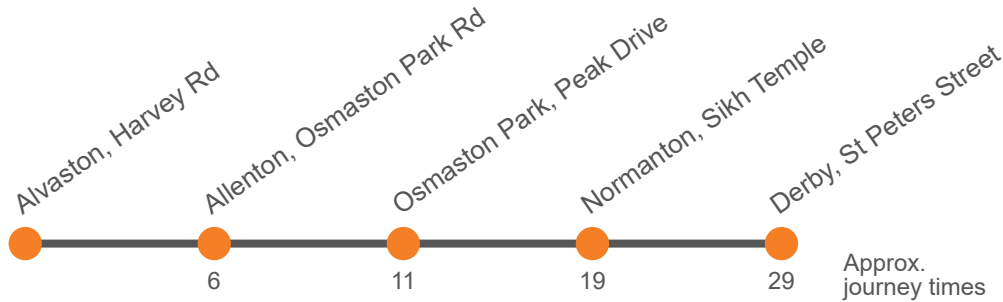 Alvaston, Harvey Rd
Allenton, Osmaston Park Rd
Osmaston Park, Peak Drive
Normanton, Sikh Temple
Derby, St Peters Street
6
11
19
29
Approx.
journey times